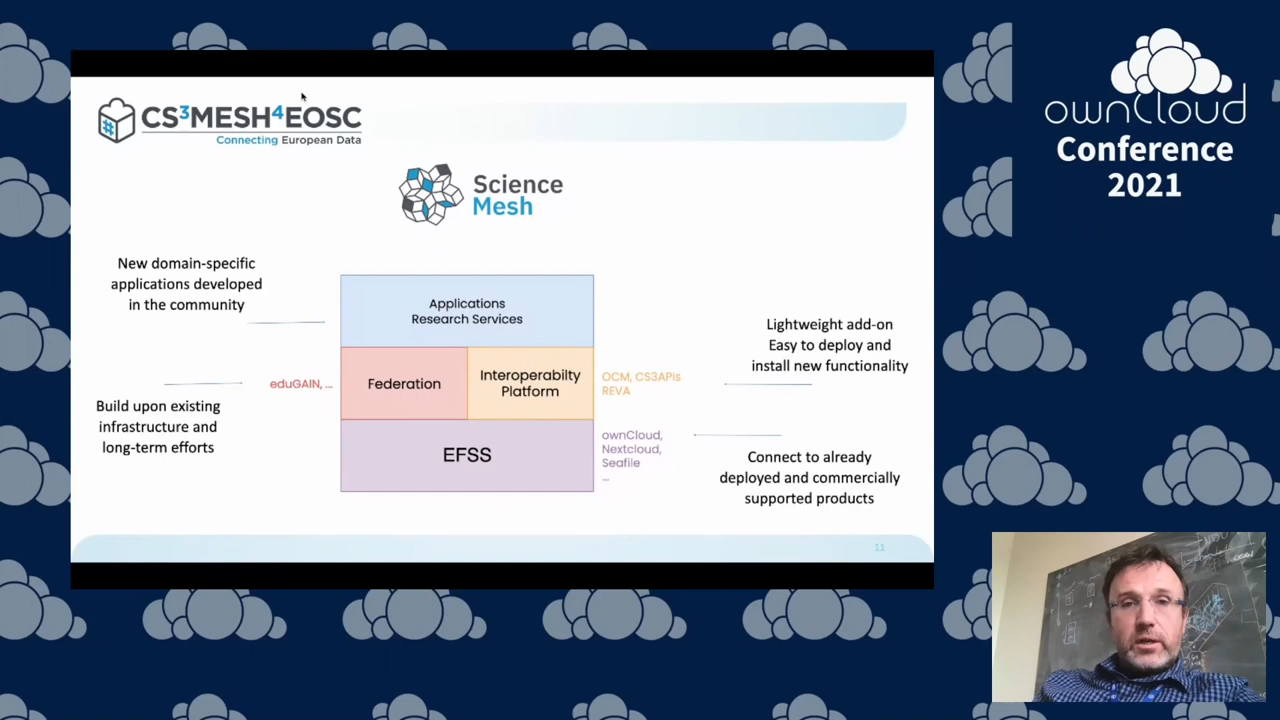 CS3MESH4EOSC
Connecting European Data
Science
Mesh
New domain-specific
applications developed
in the community
Applications
Research Services
Lightweight add-on
Easy to deploy and
install new functionality
eduGAIN, ...
Federation
Interoperabilty
Platform
OCM, CS3APIs
REVA
Build upon existing
infrastructure and
long-term efforts
EFSS
ownCloud,
Nextcloud,
Seafile
...
Connect to already
deployed and commercially
supported products
11
ownCloud
Conference
2021